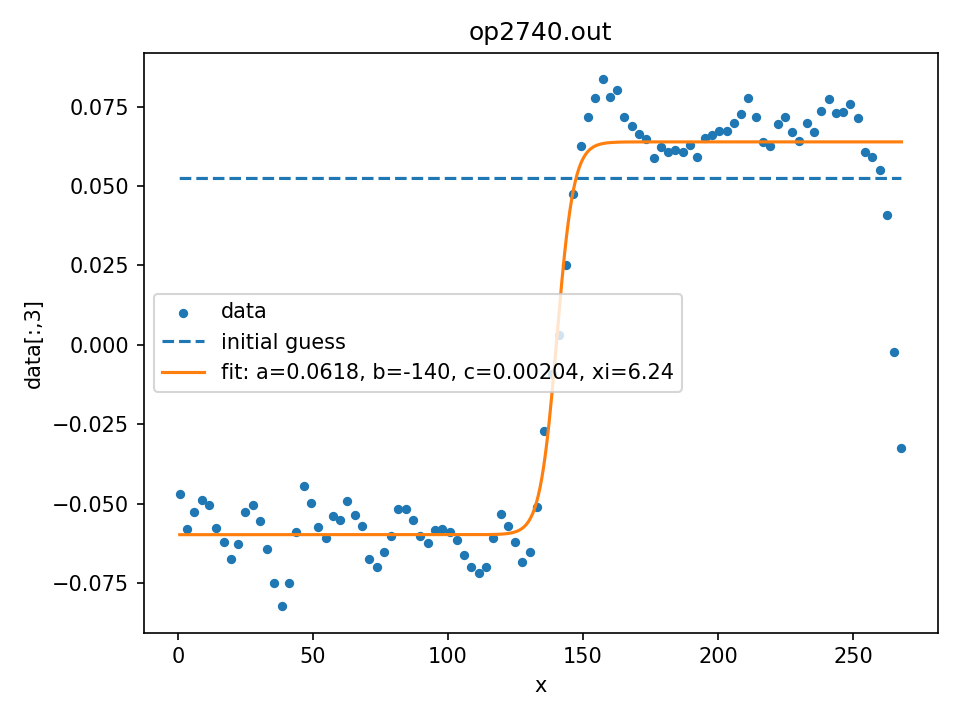 op2740.out
0.075
0.050
0.025
0.000
−0.025
−0.050
−0.075
data[:,3]
data
initial guess
fit: a=0.0618, b=-140, c=0.00204, xi=6.24
0 50 100 150 200 250
x